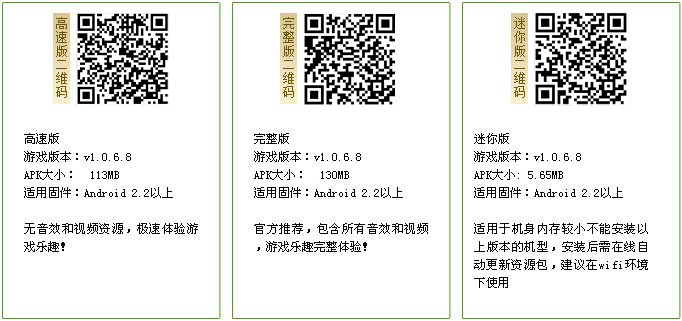 高速版二维码
高速版
游戏版本：v1.0.6.8
APK大小： 113MB
适用固件：Android 2.2以上
无音效和视频资源，极速体验游
戏乐趣！
完整版二维码
完整版
游戏版本：v1.0.6.8
APK大小： 130MB
适用固件：Android 2.2以上
官方推荐，包含所有音效和视频
，游戏乐趣完整体验！
迷你版二维码
迷你版
游戏版本：v1.0.6.8
APK大小: 5.65MB
适用固件：Android 2.2以上
适用于机身内存较小不能安装以
上版本的机型，安装后需在线自
动更新资源包，建议在wifi环境
下使用